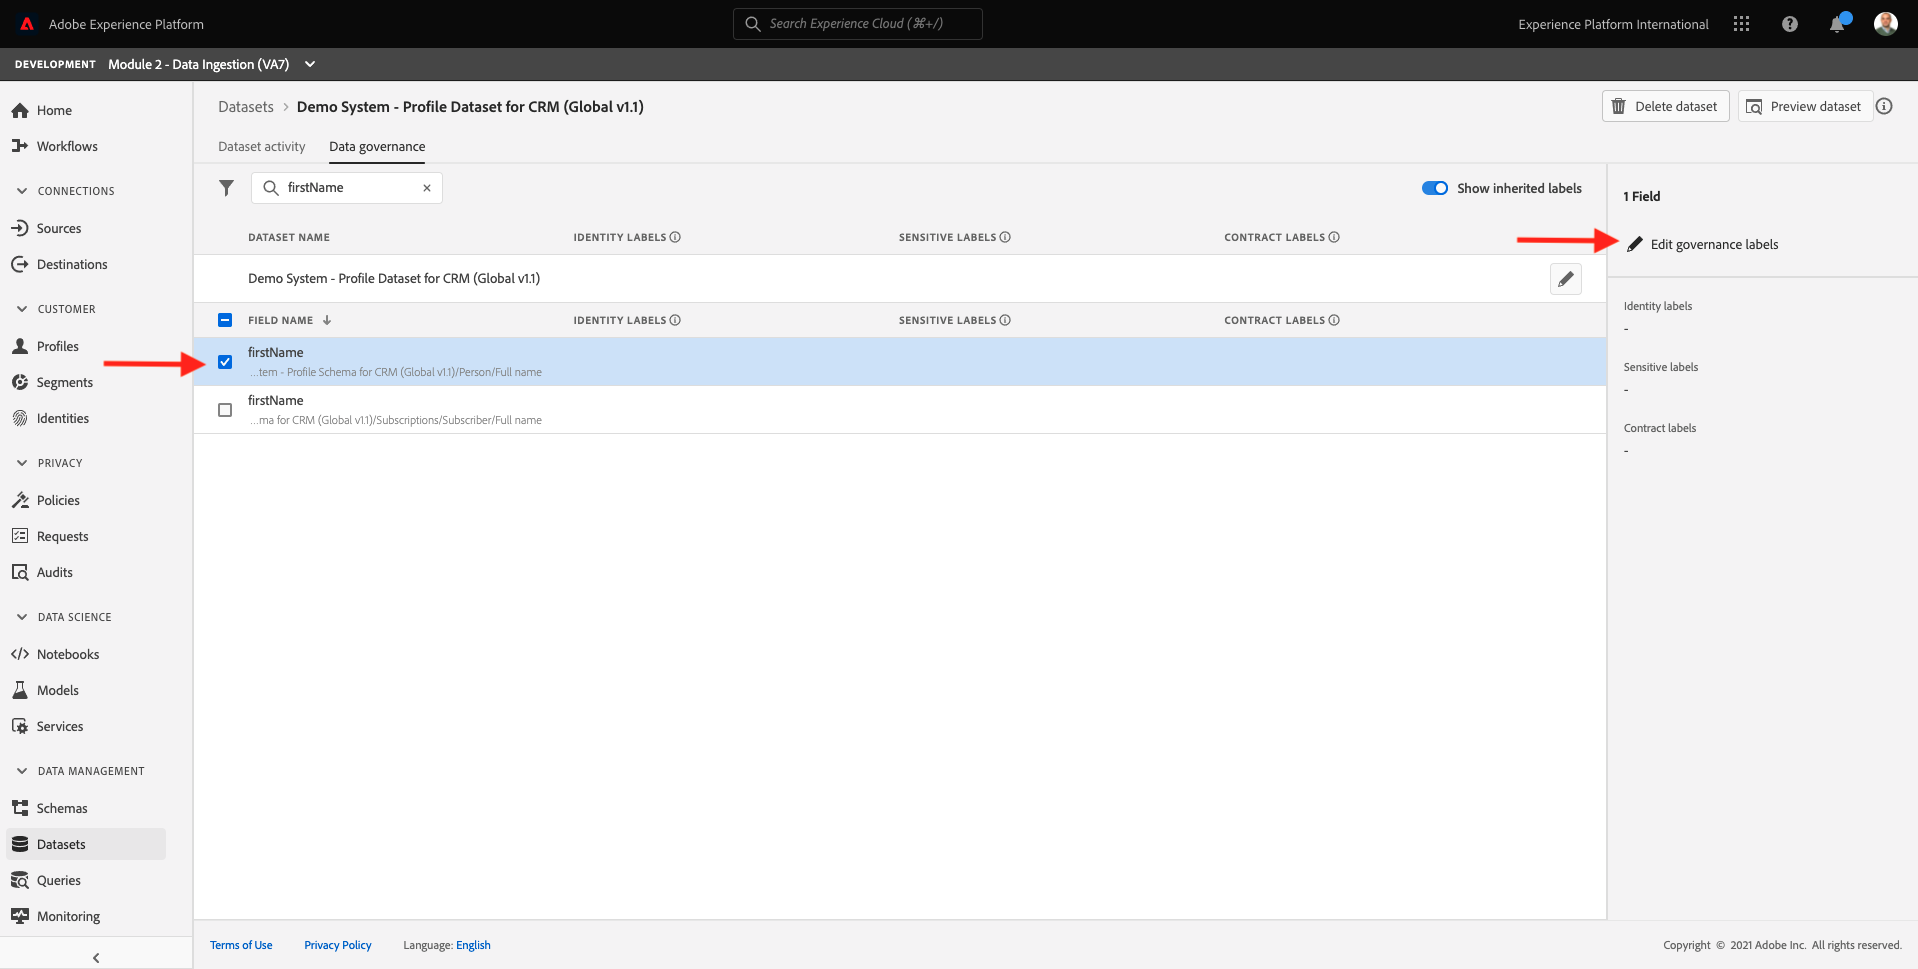 Adobe Experience Platform
Search Experience Cloud (⌘+/)
Experience Platform International
DEVELOPMENT Module 2 - Data Ingestion (VA7)
Home
Workflows
CONNECTIONS
Sources
Destinations
CUSTOMER
Profiles
Segments
Identities
PRIVACY
Policies
Requests
Audits
DATA SCIENCE
Notebooks
Models
Services
DATA MANAGEMENT
Schemas
Datasets
Queries
Monitoring
Datasets > Demo System - Profile Dataset for CRM (Global v1.1)
Delete dataset
Preview dataset
Dataset activity
Data governance
firstName
Show inherited labels
DATASET NAME IDENTITY LABELS SENSITIVE LABELS CONTRACT LABELS
Demo System - Profile Dataset for CRM (Global v1.1)
FIELD NAME IDENTITY LABELS SENSITIVE LABELS CONTRACT LABELS
firstName
...tem - Profile Schema for CRM (Global v1.1)/Person/Full name
firstName
...ma for CRM (Global v1.1)/Subscriptions/Subscriber/Full name
1 Field
Edit governance labels
Identity labels
-
Sensitive labels
-
Contract labels
-
Terms of Use Privacy Policy Language: English
Copyright © 2021 Adobe Inc. All rights reserved.